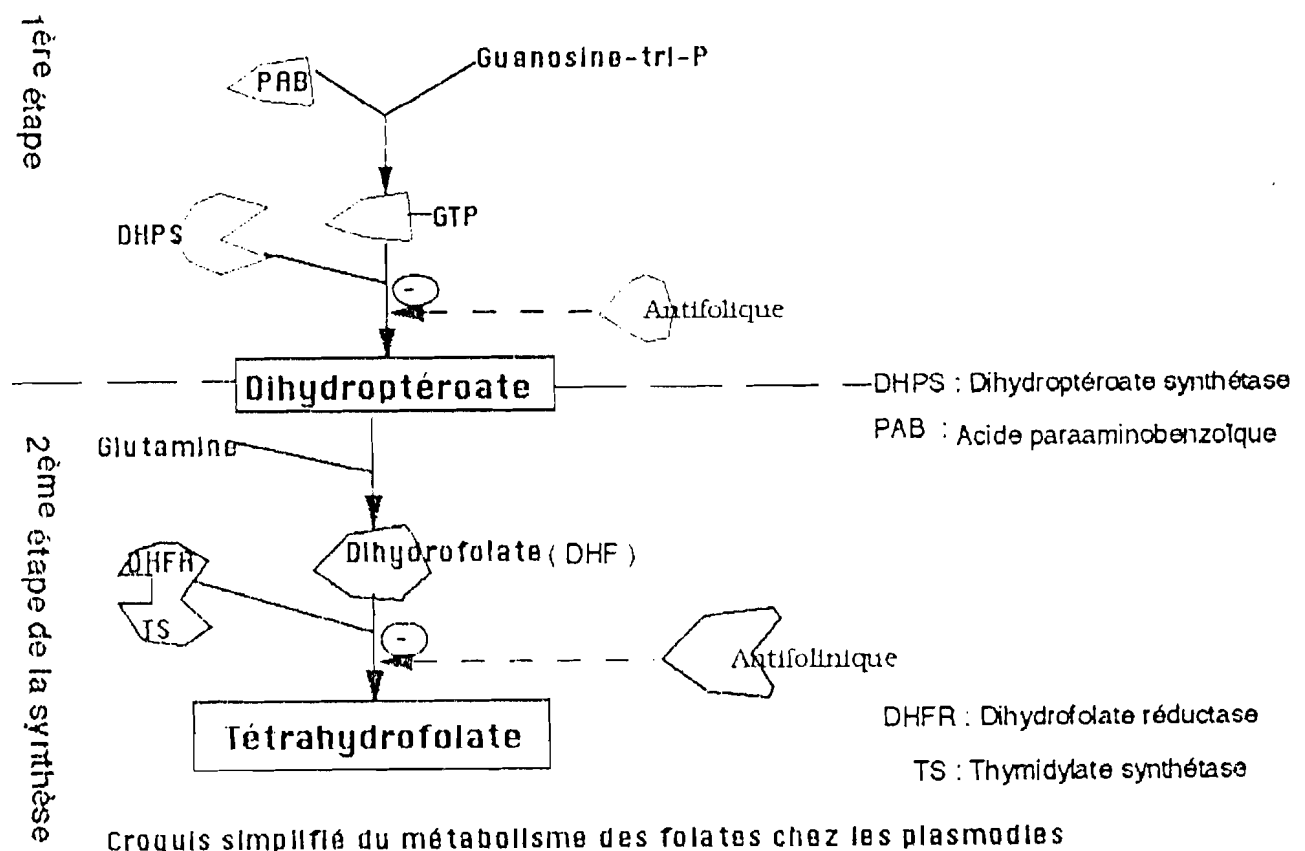 1ère étape
PAB
Guanosine-tri-P
DHPS
GTP
-
Antifolique
Dihydroptéroate
DHPS : Dihydroptéroate synthétase
PAB : Acide paraaminobenzoïque
2ème étape de la synthèse
Glutamine
DHFR
TS
Dihydrofolate ( DHF )
-
Antifolinique
Tétrahydrofolate
DHFR : Dihydrofolate réductase
TS : Thymidylate synthétase
Croquis simplifié du métabolisme des folates chez les plasmodies